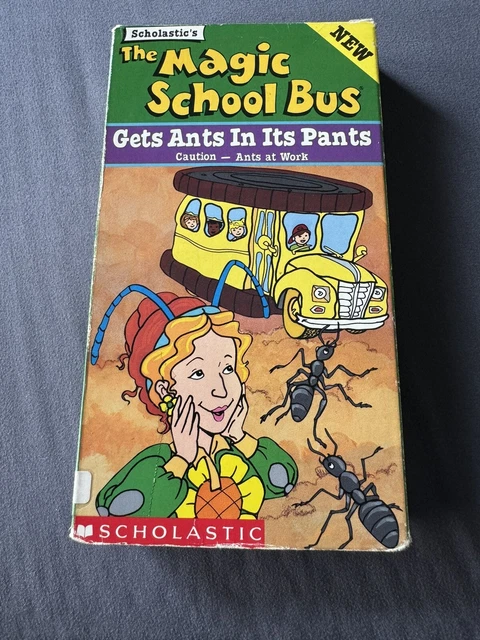 Scholastic's
NEW
The Magic
School Bus
Gets Ants In Its Pants
Caution — Ants at Work
SCHOLASTIC